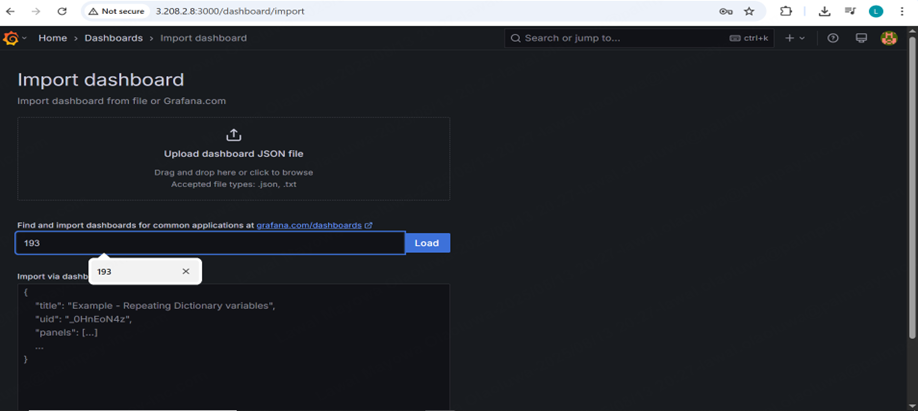 Not secure 3.208.2.8:3000/dashboard/import L
Home > Dashboards > Import dashboard Search or jump to... ctrl+k
Import dashboard
Import dashboard from file or Grafana.com
Upload dashboard JSON file
Drag and drop here or click to browse
Accepted file types: .json, .txt
Find and import dashboards for common applications at grafana.com/dashboards
193
Load
193
Import via dashb
{
"title": "Example - Repeating Dictionary variables",
"uid": "_0HnEoN4z",
"panels": [...]
...
}